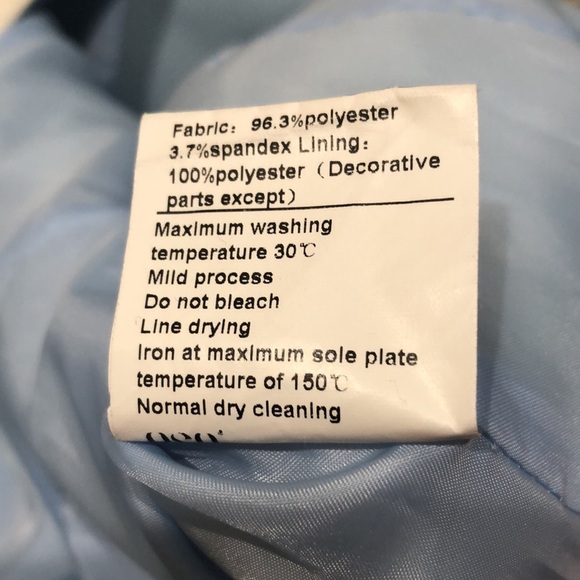 Fabric: 96.3%polyester
3.7%spandex Lining:
100%polyester (Decorative
parts except)
Maximum washing
temperature 30℃
Mild process
Do not bleach
Line drying
Iron at maximum sole plate
temperature of 150℃
Normal dry cleaning